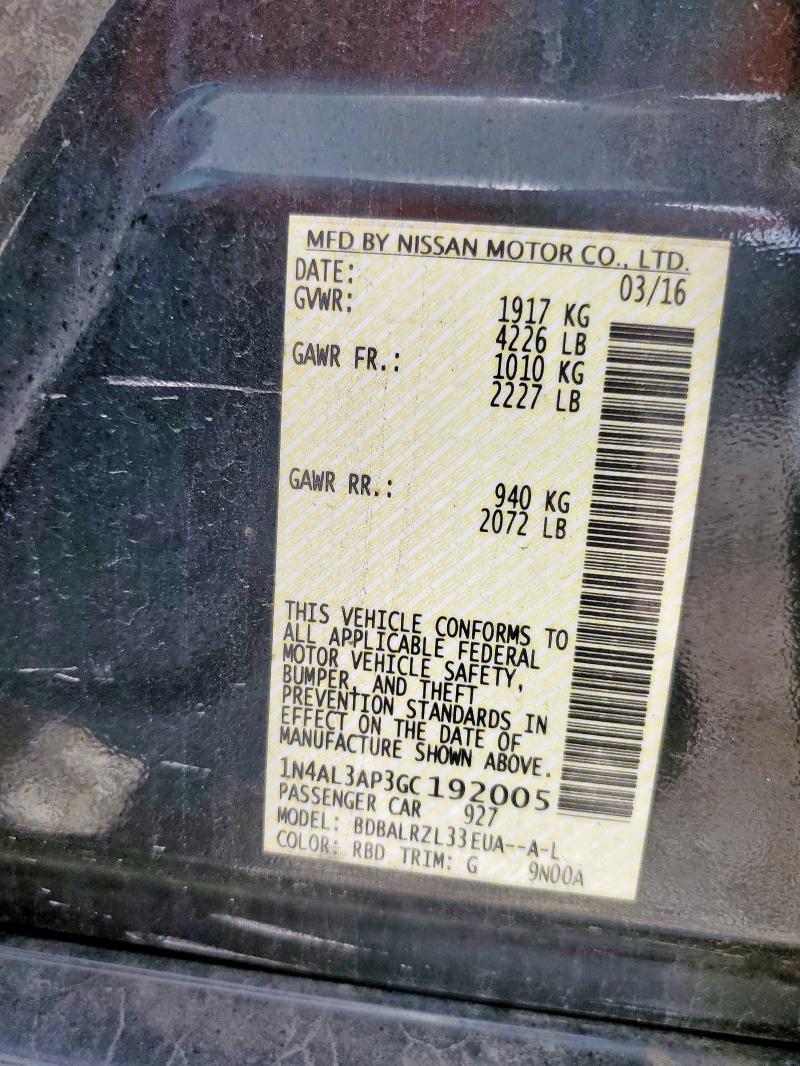 MFD BY NISSAN MOTOR CO., LTD.
DATE: 03/16
GVWR: 1917 KG
4226 LB
GAWR FR.: 1010 KG
2227 LB
GAWR RR.: 940 KG
2072 LB
THIS VEHICLE CONFORMS TO
ALL APPLICABLE FEDERAL
MOTOR VEHICLE SAFETY,
BUMPER, AND THEFT
PREVENTION STANDARDS IN
EFFECT ON THE DATE OF
MANUFACTURE SHOWN ABOVE.
1N4AL3AP3GC192005
PASSENGER CAR 927
MODEL: BDBALRZL33EUA--A-L
COLOR: RBD TRIM: G 9N00A